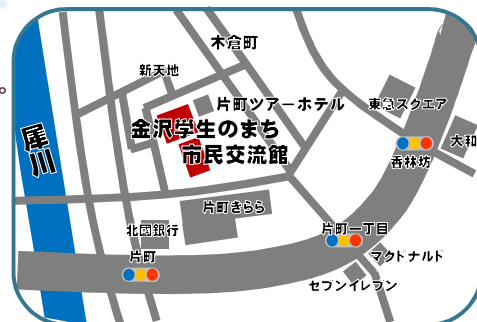 木倉町
新天地
片町ツアーホテル
東急スクエア
金沢学生のまち
市民交流館
大和
香林坊
犀川
片町きらら
北國銀行
片町一丁目
片町
マクドナルド
セブンイレブン